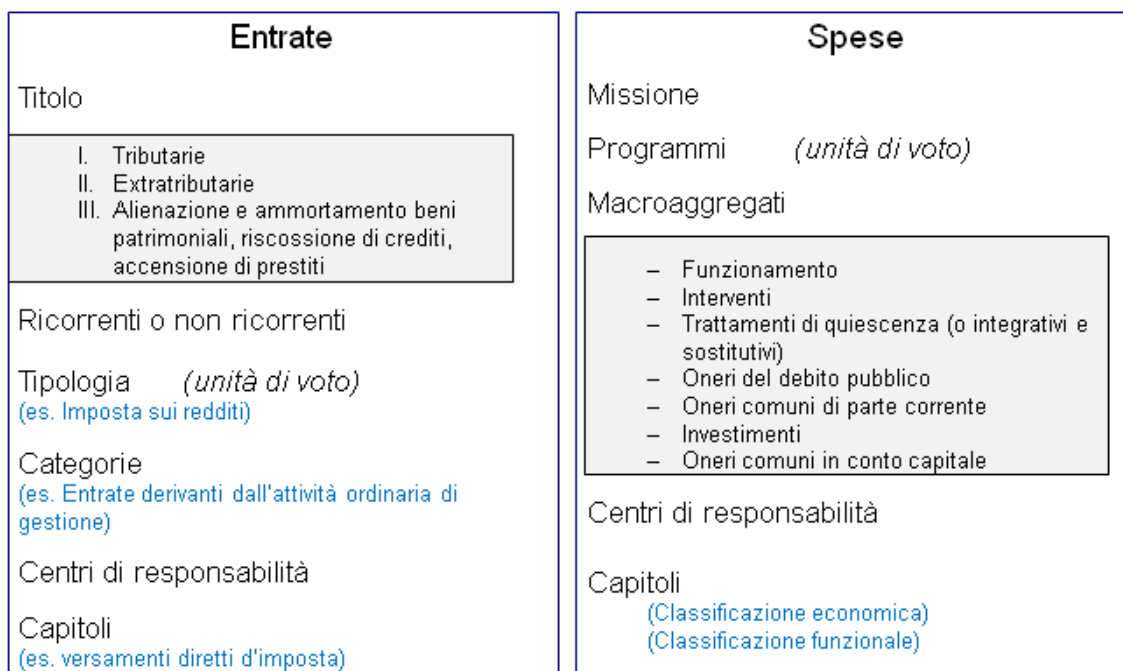 Entrate
Titolo
I. Tributarie
II. Extratributarie
III. Alienazione e ammortamento beni
patrimoniali, riscossione di crediti,
accensione di prestiti
Ricorrenti o non ricorrenti
Tipologia (unità di voto)
(es. Imposta sui redditi)
Categorie
(es. Entrate derivanti dall'attività ordinaria di
gestione)
Centri di responsabilità
Capitoli
(es. versamenti diretti d'imposta)
Spese
Missione
Programmi (unità di voto)
Macroaggregati
– Funzionamento
– Interventi
– Trattamenti di quiescenza (o integrativi e
sostitutivi)
– Oneri del debito pubblico
– Oneri comuni di parte corrente
– Investimenti
– Oneri comuni in conto capitale
Centri di responsabilità
Capitoli
(Classificazione economica)
(Classificazione funzionale)